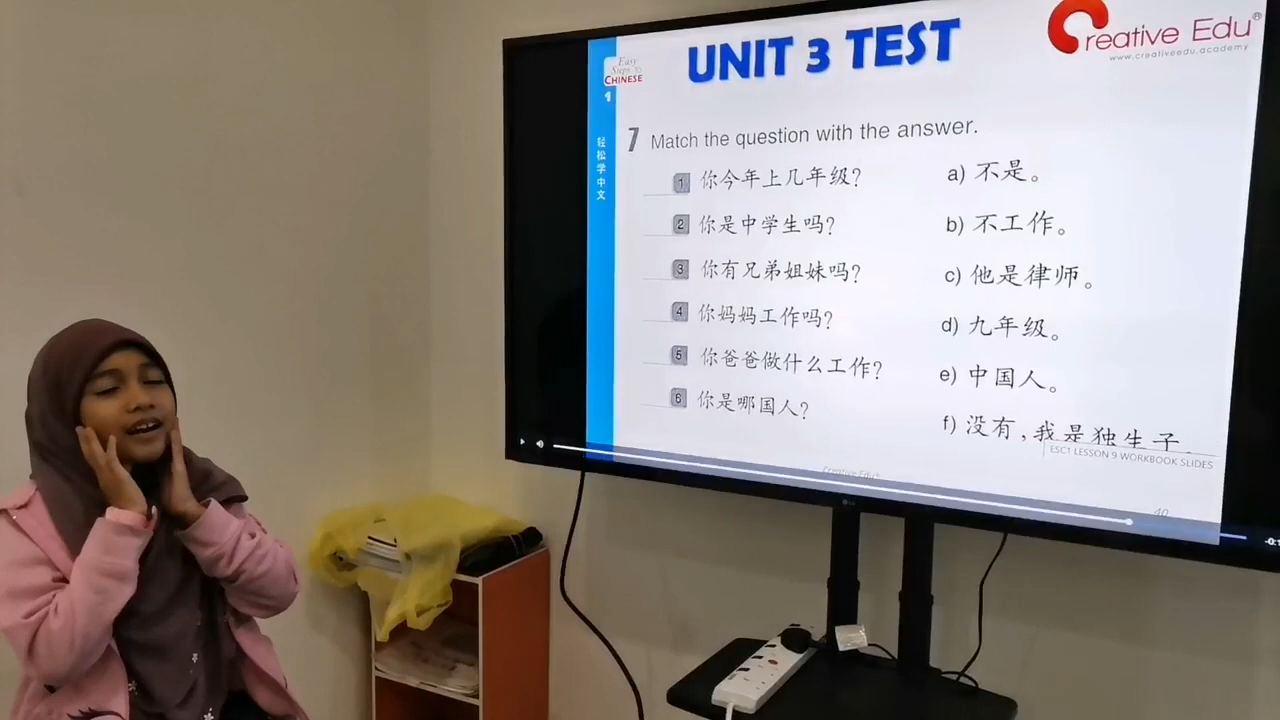 UNIT 3 TEST
Creative Edu®
www.creativeedu.academy
Easy
Steps TO
CHINESE
1
轻松学中文
7 Match the question with the answer.
1 你今年上几年级?
2 你是中学生吗?
3 你有兄弟姐妹吗?
4 你妈妈工作吗?
5 你爸爸做什么工作?
6 你是哪国人?
a) 不是。
b) 不工作。
c) 他是律师。
d) 九年级。
e) 中国人。
f) 没有,我是独生子。
ESC1 LESSON 9 WORKBOOK SLIDES
Creative Edu®
40
LG